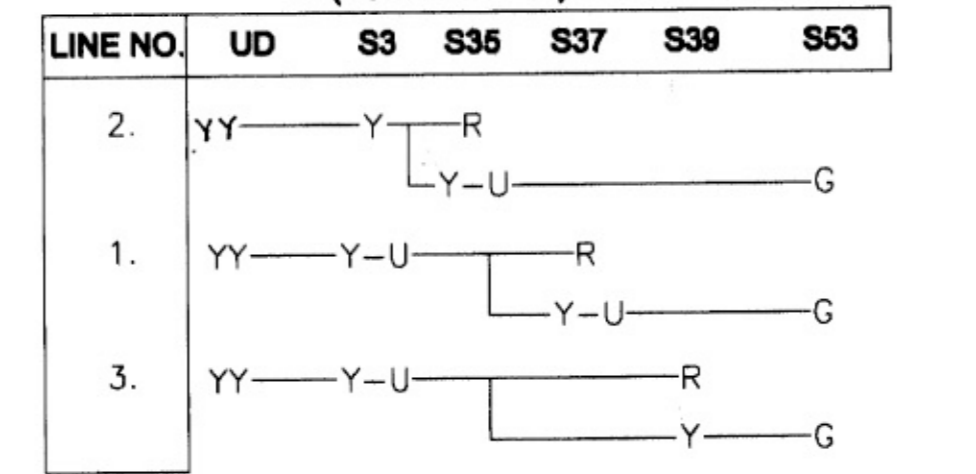 LINE NO. UD S3 S35 S37 S39 S53
2. YY Y R
Y-U G
1. YY Y-U R
Y-U G
3. YY Y-U R
Y G